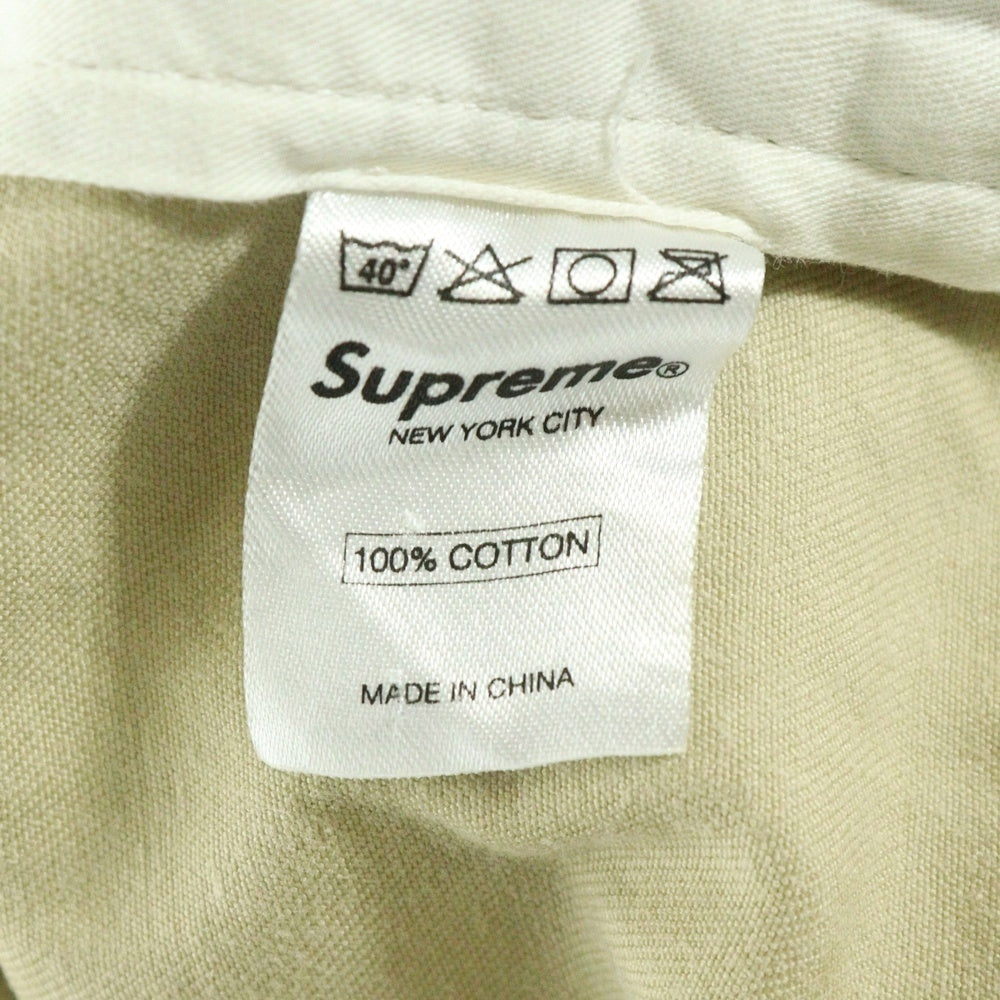 40°
Supreme®
NEW YORK CITY
100% COTTON
MADE IN CHINA